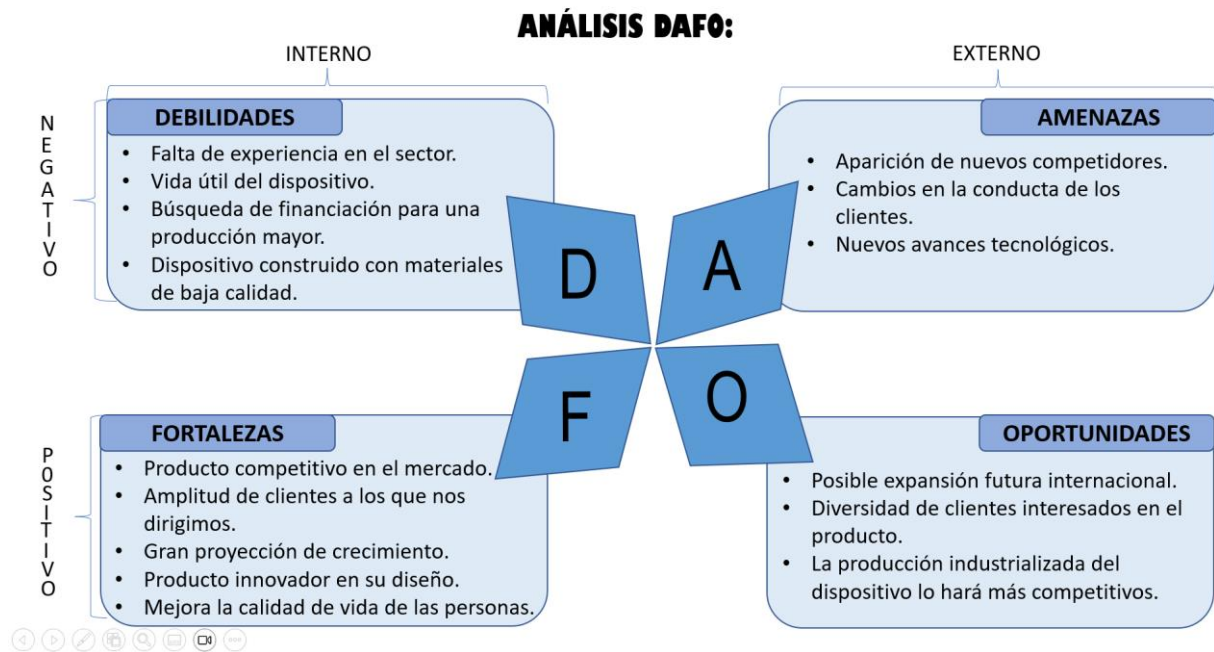 ANÁLISIS DAFO:
INTERNO
EXTERNO
NEGATIVO
DEBILIDADES
• Falta de experiencia en el sector.
• Vida útil del dispositivo.
• Búsqueda de financiación para una
producción mayor.
• Dispositivo construido con materiales
de baja calidad.
AMENAZAS
• Aparición de nuevos competidores.
• Cambios en la conducta de los
clientes.
• Nuevos avances tecnológicos.
D
A
F
O
POSITIVO
FORTALEZAS
• Producto competitivo en el mercado.
• Amplitud de clientes a los que nos
dirigimos.
• Gran proyección de crecimiento.
• Producto innovador en su diseño.
• Mejora la calidad de vida de las personas.
OPORTUNIDADES
• Posible expansión futura internacional.
• Diversidad de clientes interesados en el
producto.
• La producción industrializada del
dispositivo lo hará más competitivos.